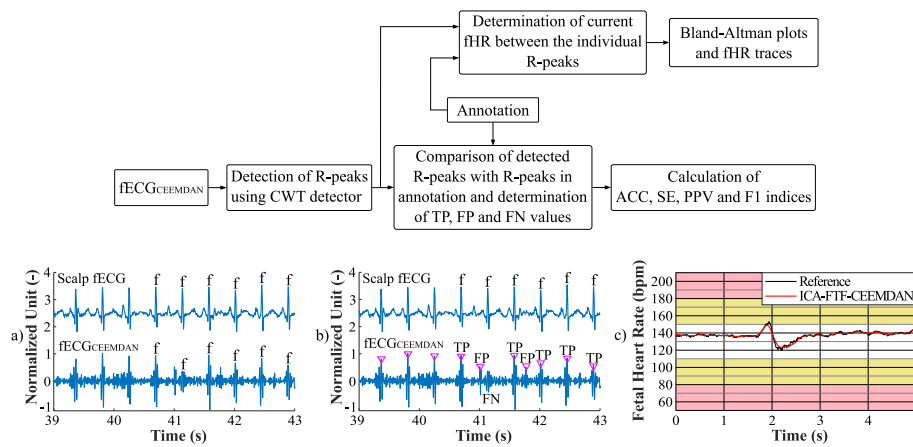 Determination of current
fHR between the individual
R-peaks
Bland-Altman plots
and fHR traces
Annotation
fECGCEEMDAN
Detection of R-peaks
using CWT detector
Comparison of detected
R-peaks with R-peaks in
annotation and determination
of TP, FP and FN values
Calculation of
ACC, SE, PPV and F1 indices
a)
Normalized Unit (-)
4
3
2
1
0
-1
Scalp fECG
f f f f f f
fECGCEEMDAN
f f f f f f
39 40 41 42 43
Time (s)
b)
Normalized Unit (-)
4
3
2
1
0
-1
Scalp fECG
f f f f f f
fECGCEEMDAN
TP FP TP FP TP TP TP
FN
39 40 41 42 43
Time (s)
c)
Fetal Heart Rate (bpm)
200
180
160
140
120
100
80
60
Reference
ICA-FTF-CEEMDAN
0 1 2 3 4
Time (s)